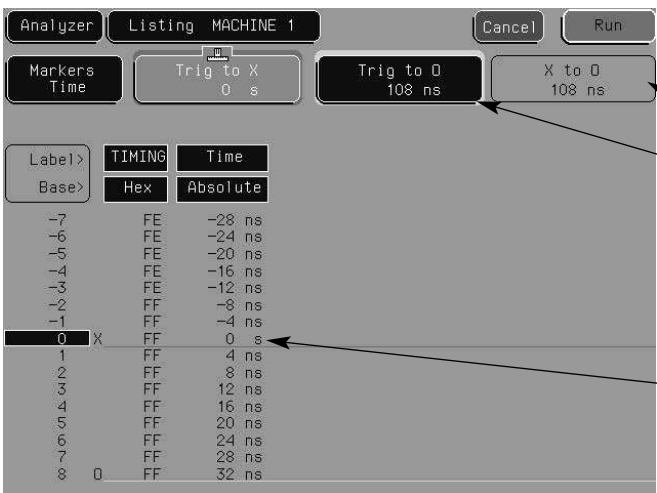 Analyzer Listing MACHINE 1 Cancel Run
Markers Time
Trig to X 0 s
Trig to O 108 ns
X to O 108 ns
Label> TIMING Time
Base> Hex Absolute
-7 FE -28 ns
-6 FE -24 ns
-5 FE -20 ns
-4 FE -16 ns
-3 FE -12 ns
-2 FF -8 ns
-1 FF -4 ns
0 X FF 0 s
1 FF 4 ns
2 FF 8 ns
3 FF 12 ns
4 FF 16 ns
5 FF 20 ns
6 FF 24 ns
7 FF 28 ns
8 O FF 32 ns